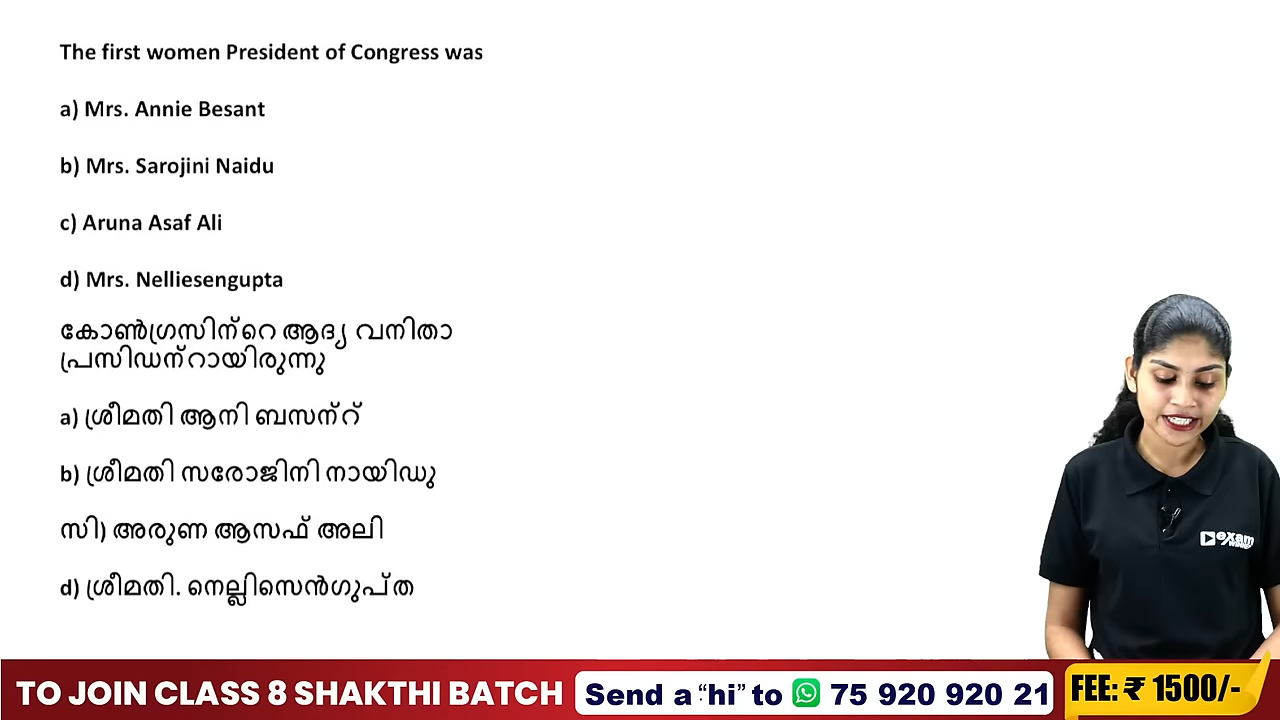 The first women President of Congress was
a) Mrs. Annie Besant
b) Mrs. Sarojini Naidu
c) Aruna Asaf Ali
d) Mrs. Nelliesengupta
കോൺഗ്രസിന്റെ ആദ്യ വനിതാ
പ്രസിഡന്റായിരുന്നു
a) ശ്രീമതി ആനി ബസന്റ്
b) ശ്രീമതി സരോജിനി നായിഡു
സി) അരുണ ആസഫ് അലി
d) ശ്രീമതി. നെല്ലിസെൻഗുപ്ത
exam
WINNER
TO JOIN CLASS 8 SHAKTHI BATCH
Send a “hi” to 75 920 920 21
FEE: ₹ 1500/-